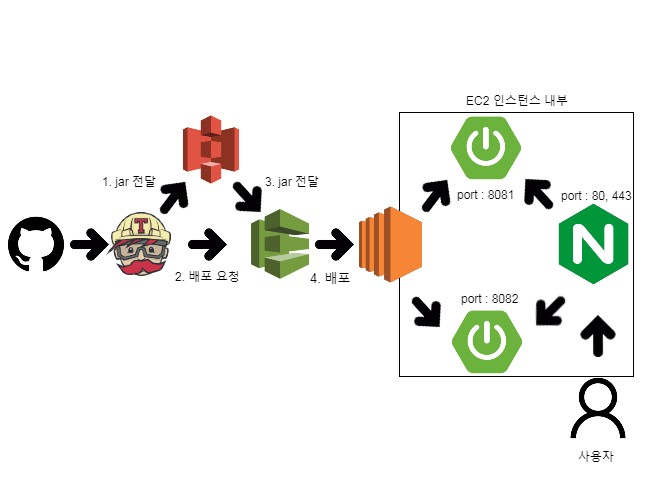 EC2 인스턴스 내부
1. jar 전달
3. jar 전달
port : 8081
port : 80, 443
T
N
2. 배포 요청
4. 배포
port : 8082
사용자